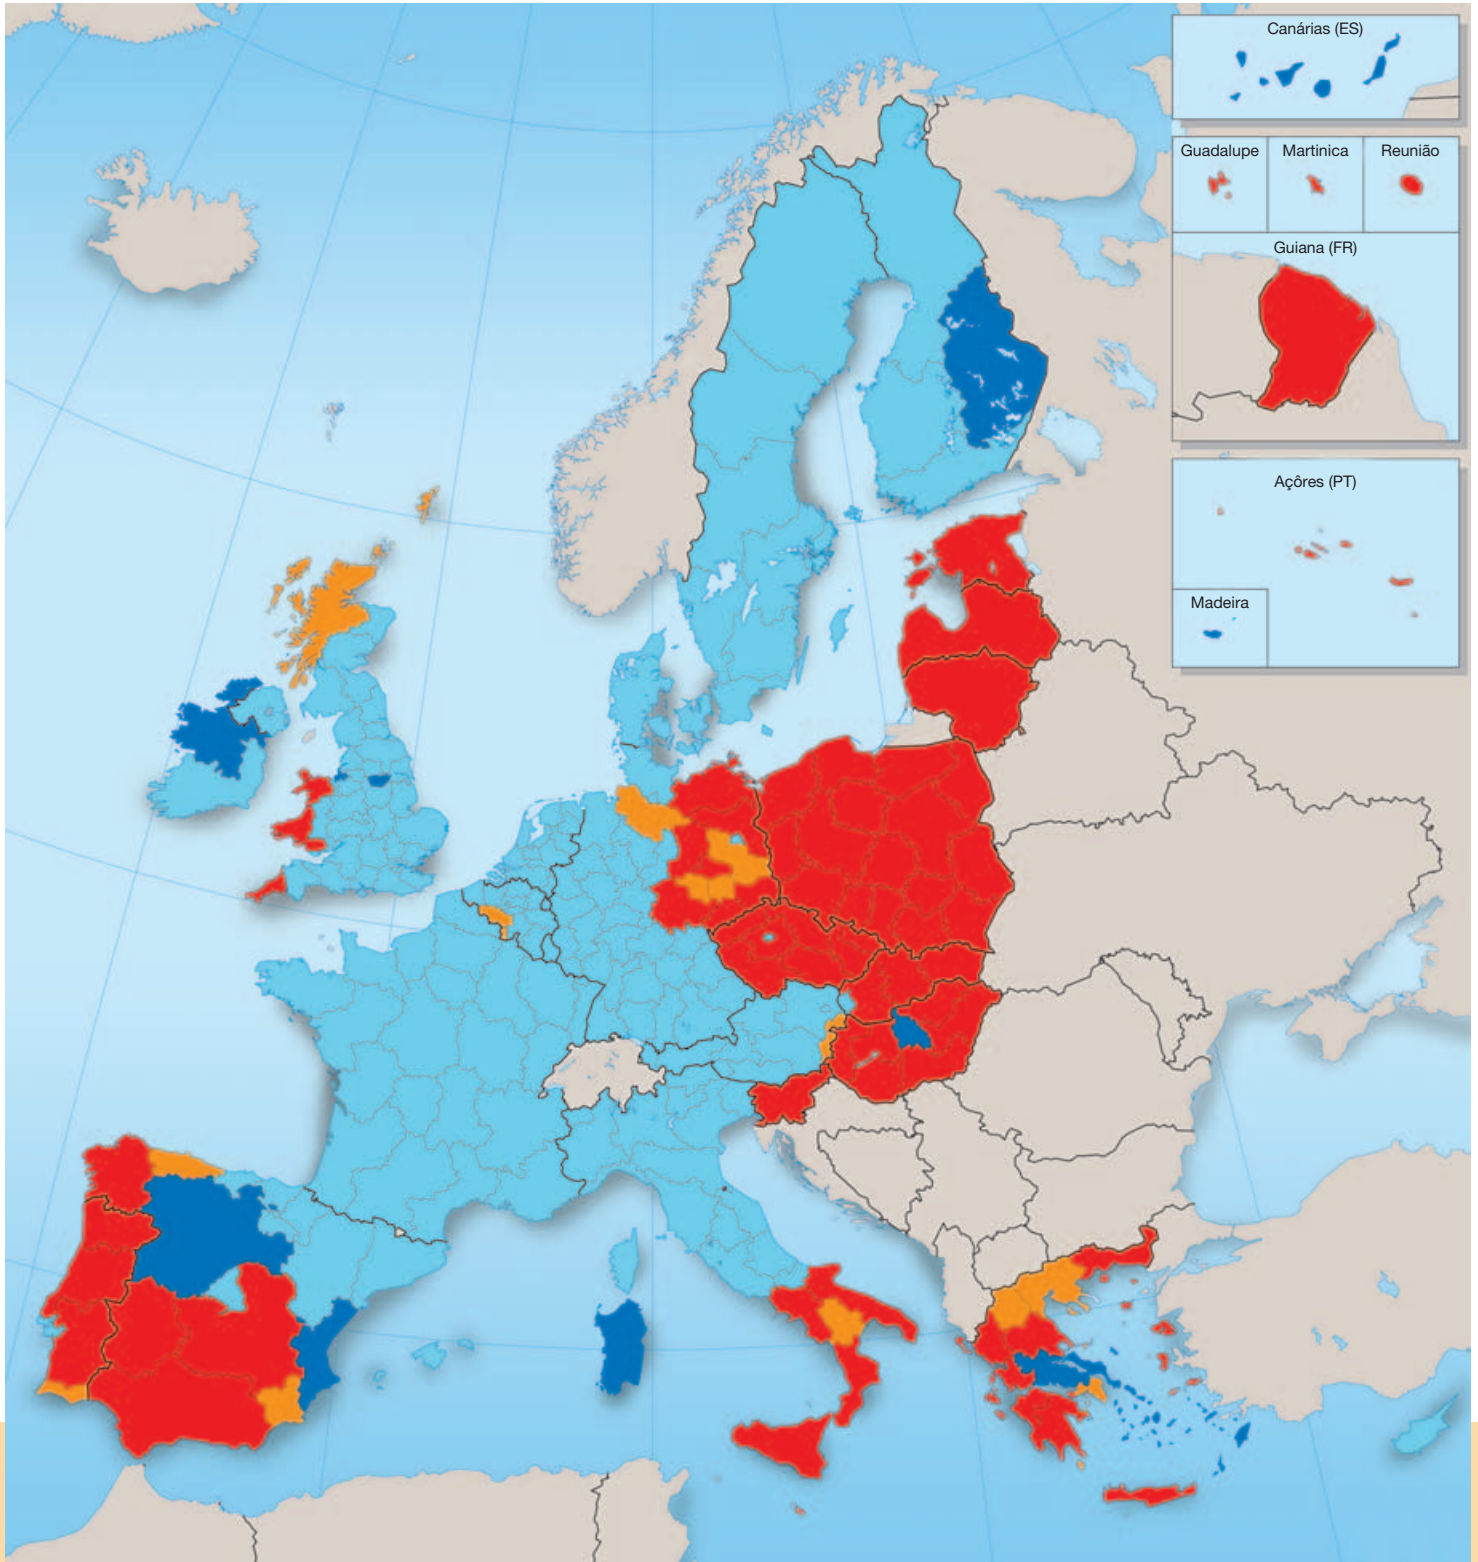 Canárias (ES)
Guadalupe
Martinica
Reunião
Guiana (FR)
Açôres (PT)
Madeira